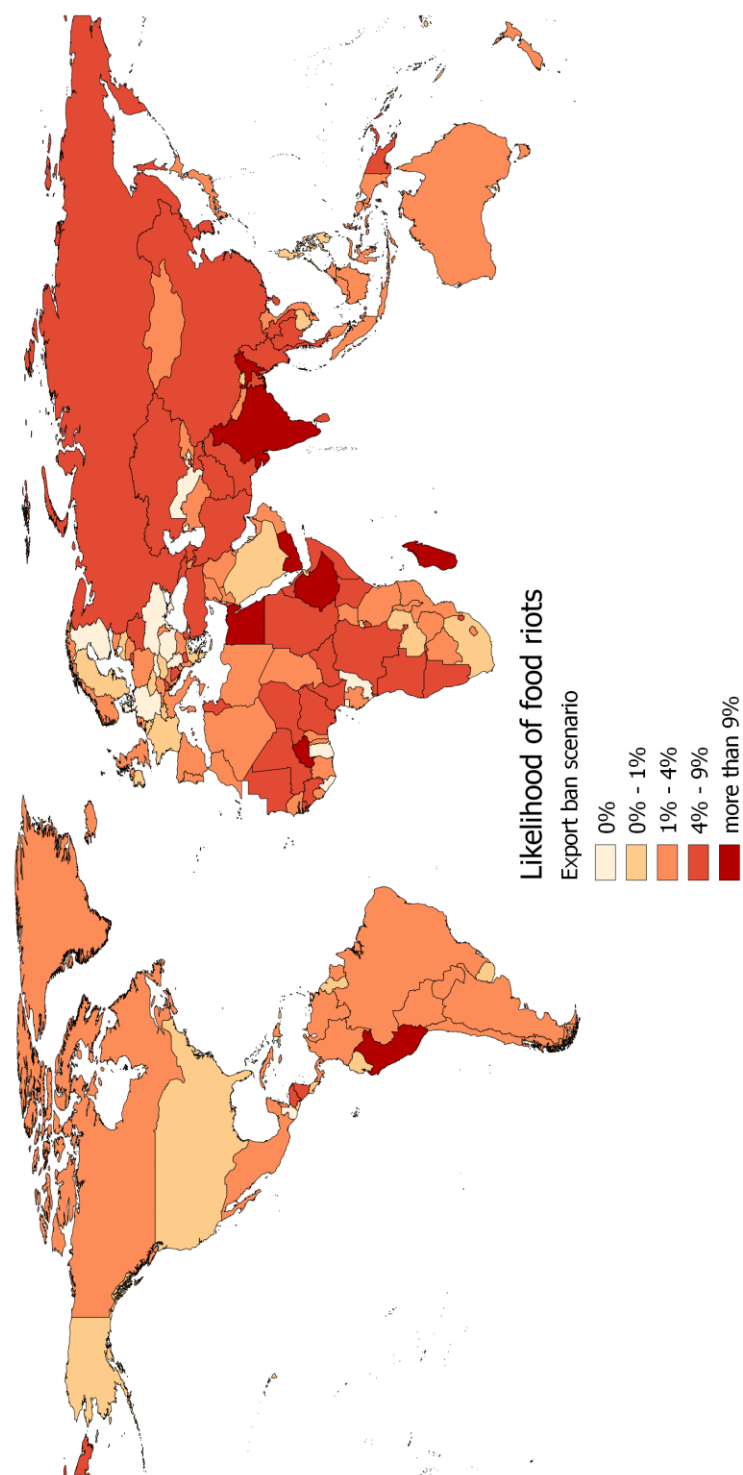 Likelihood of food riots
Export ban scenario
0%
0% - 1%
1% - 4%
4% - 9%
more than 9%